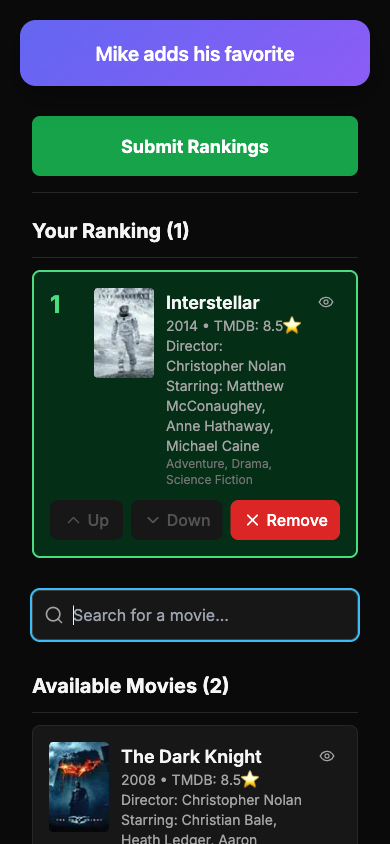 Mike adds his favorite
Submit Rankings
Your Ranking (1)
1
INTERSTELLAR
Interstellar
2014 • TMDB: 8.5⭐
Director:
Christopher Nolan
Starring: Matthew
McConaughey,
Anne Hathaway,
Michael Caine
Adventure, Drama,
Science Fiction
Up
Down
Remove
Search for a movie...
Available Movies (2)
The Dark Knight
2008 • TMDB: 8.5⭐
Director: Christopher Nolan
Starring: Christian Bale,
Heath Ledger, Aaron